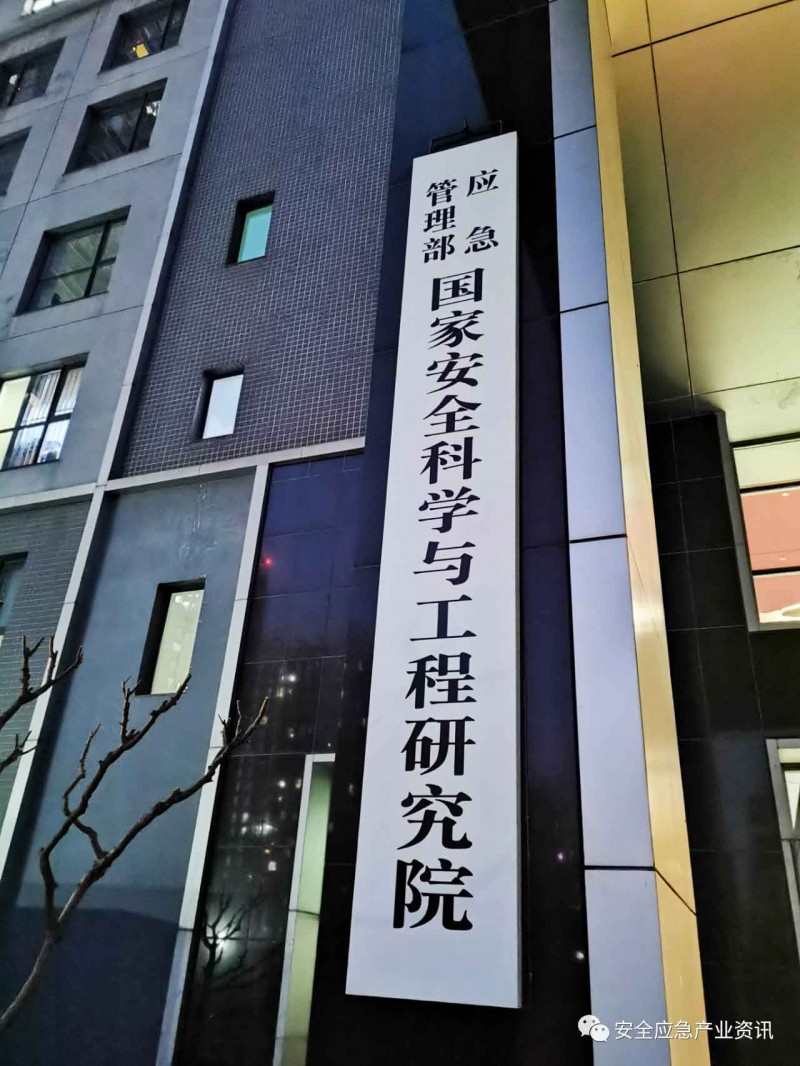 应急
管理部
国家安全科学与工程研究院
安全应急产业资讯